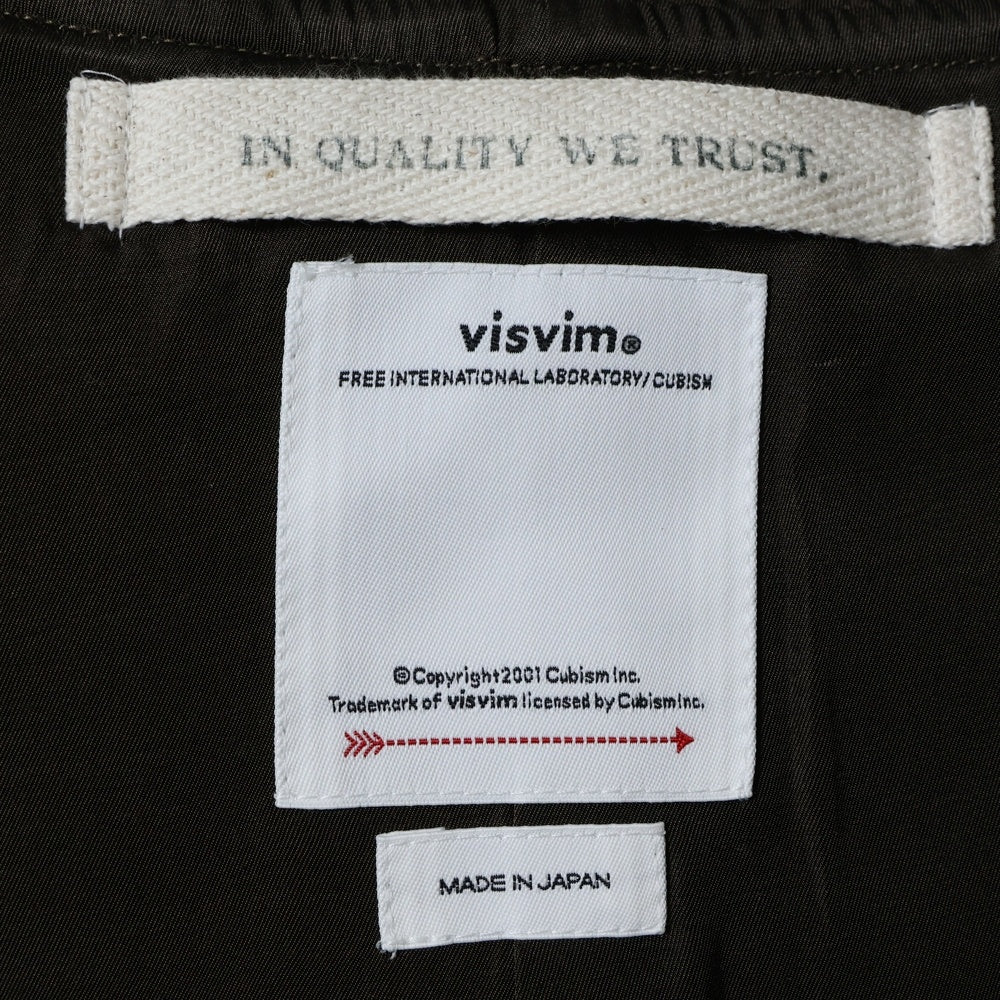 IN QUALITY WE TRUST.
visvim®
FREE INTERNATIONAL LABORATORY/ CUBISM
©Copyright2001 Cubism Inc.
Trademark of visvim licensed by Cubism Inc.
MADE IN JAPAN